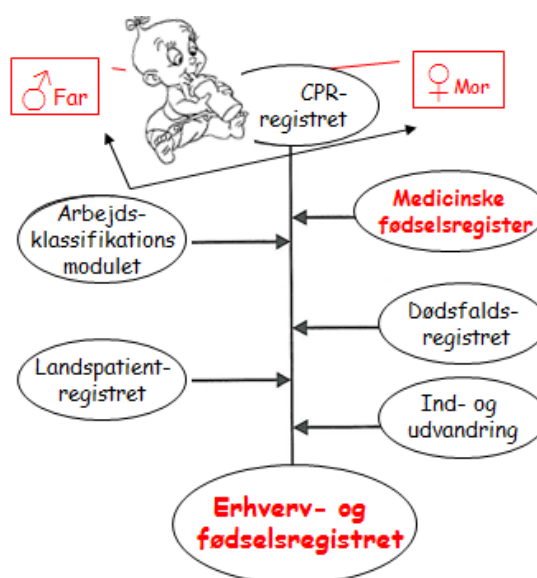 ♂ Far
CPR-
registret
♀ Mor
Arbejds-
klassifikations
modulet
Medicinske
fødselsregister
Dødsfalds-
registret
Landspatient-
registret
Ind- og
udvandring
Erhverv- og
fødselsregistret